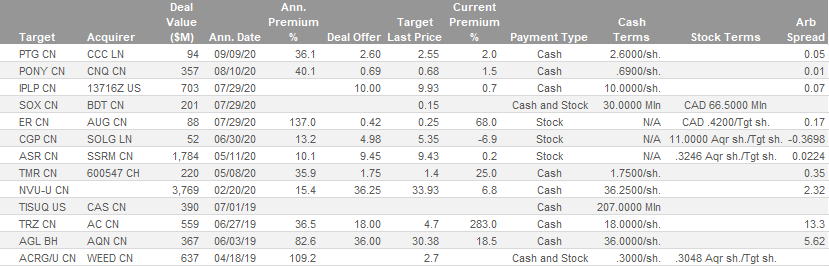 Deal
Ann.
Current
Value
Premium
Target
Premium
Cash
Arb
Target Acquirer ($M) Ann. Date % Deal Offer Last Price % Payment Type Terms Stock Terms Spread
PTG CN CCC LN 94 09/09/20 36.1 2.60 2.55 2.0 Cash 2.6000/sh. 0.05
PONY CN CNQ CN 357 08/10/20 40.1 0.69 0.68 1.5 Cash .6900/sh. 0.01
IPLP CN 13716Z US 703 07/29/20 10.00 9.93 0.7 Cash 10.0000/sh. 0.07
SOX CN BDT CN 201 07/29/20 0.15 Cash and Stock 30.0000 Mln CAD 66.5000 Mln
ER CN AUG CN 88 07/29/20 137.0 0.42 0.25 68.0 Stock N/A CAD .4200/Tgt sh. 0.17
CGP CN SOLG LN 52 06/30/20 13.2 4.98 5.35 -6.9 Stock N/A 11.0000 Aqr sh./Tgt sh. -0.3698
ASR CN SSRM CN 1,784 05/11/20 10.1 9.45 9.43 0.2 Stock N/A .3246 Aqr sh./Tgt sh. 0.0224
TMR CN 600547 CH 220 05/08/20 35.9 1.75 1.4 25.0 Cash 1.7500/sh. 0.35
NVU-U CN 3,769 02/20/20 15.4 36.25 33.93 6.8 Cash 36.2500/sh. 2.32
TISUQ US CAS CN 390 07/01/19 Cash 207.0000 Mln
TRZ CN AC CN 559 06/27/19 36.5 18.00 4.7 283.0 Cash 18.0000/sh. 13.3
AGL BH AQN CN 367 06/03/19 82.6 36.00 30.38 18.5 Cash 36.0000/sh. 5.62
ACRG/U CN WEED CN 637 04/18/19 109.2 2.7 Cash and Stock .3000/sh. .3048 Aqr sh./Tgt sh.